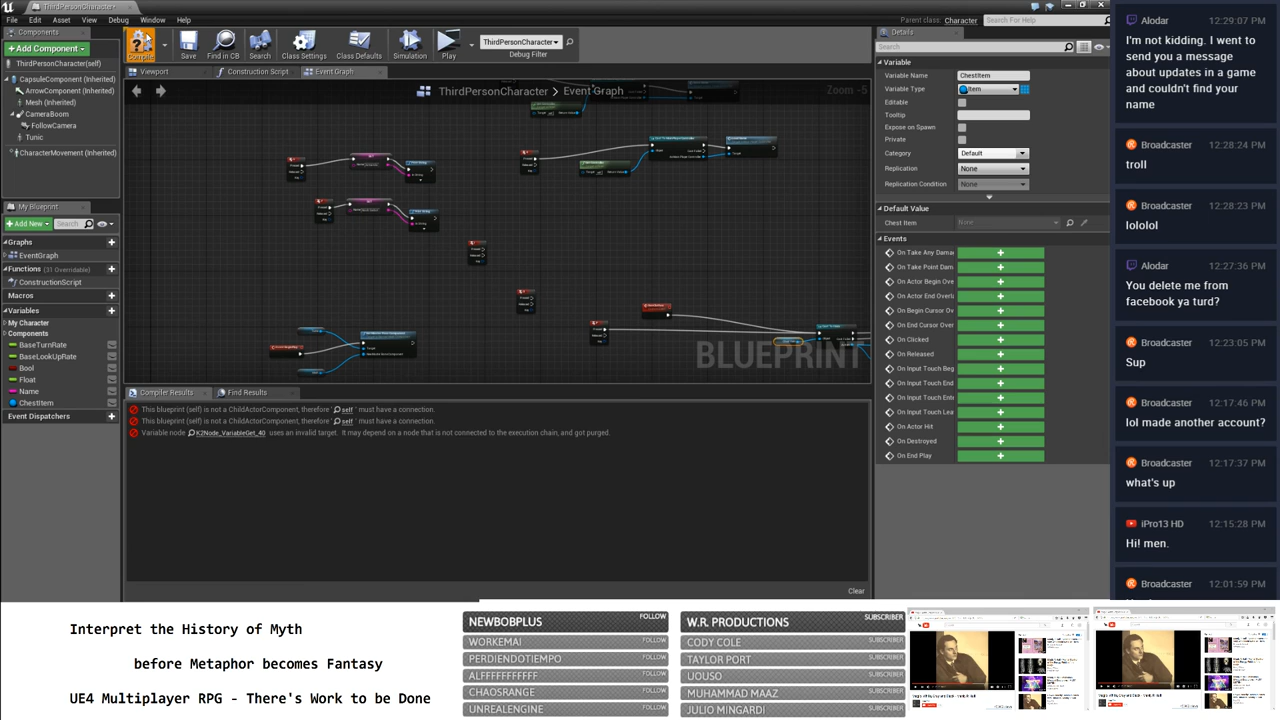 ThirdPersonCharacter*
File Edit Asset View Debug Window Help
Parent class: Character
Search For Help
Components
+Add Component
ThirdPersonCharacter(self)
CapsuleComponent (Inherited)
ArrowComponent (Inherited)
Mesh (Inherited)
CameraBoom
FollowCamera
Tunic
CharacterMovement (Inherited)
Compile
Save
Find in CB
Search
Class Settings
Class Defaults
Simulation
Play
ThirdPersonCharacter
Debug Filter
Viewport
Construction Script
Event Graph
ThirdPersonCharacter > Event Graph
Zoom -5
BLUEPRINT
My Blueprint
+Add New
Search
Graphs
EventGraph
Functions (31 Overridable)
ConstructionScript
Macros
Variables
My Character
Components
BaseTurnRate
BaseLookUpRate
Bool
Float
Name
ChestItem
Event Dispatchers
Compiler Results
Find Results
This blueprint (self) is not a ChildActorComponent, therefore ' self ' must have a connection.
This blueprint (self) is not a ChildActorComponent, therefore ' self ' must have a connection.
Variable node K2Node_VariableGet_40 uses an invalid target. It may depend on a node that is not connected to the execution chain, and got purged.
Clear
Details
Search
Variable
Variable Name ChestItem
Variable Type Item
Editable
Tooltip
Expose on Spawn
Private
Category Default
Replication None
Replication Condition None
Default Value
Chest Item None
Events
On Take Any Dama
On Take Point Dam
On Actor Begin Ove
On Actor End Overl
On Begin Cursor Ov
On End Cursor Ove
On Clicked
On Released
On Input Touch Beg
On Input Touch End
On Input Touch Ente
On Input Touch Lea
On Actor Hit
On Destroyed
On End Play
Alodar 12:29:07 PM
I'm not kidding. I went to
send you a message
about updates in a game
and couldn't find your
name
Broadcaster 12:28:24 PM
troll
Broadcaster 12:28:23 PM
lololol
Alodar 12:27:36 PM
You delete me from
facebook ya turd?
Broadcaster 12:23:05 PM
Sup
Broadcaster 12:17:46 PM
lol made another account?
Broadcaster 12:17:37 PM
what's up
iPro13 HD 12:15:28 PM
Hi! men.
Broadcaster 12:01:59 PM
Interpret the History of Myth
before Metaphor becomes Fantasy
UE4 Multiplayer RPG - There's Work to be D
NEWBOBPLUS FOLLOW
WORKEMAI FOLLOW
PERDIENDOTIEMPO FOLLOW
ALFFFFFFFFFF FOLLOW
CHAOSRANGE FOLLOW
UNREALENGINE FOLLOW
W.R. PRODUCTIONS SUBSCRIBER
CODY COLE SUBSCRIBER
TAYLOR PORT SUBSCRIBER
UOUSO SUBSCRIBER
MUHAMMAD MAAZ SUBSCRIBER
JULIO MINGARDI SUBSCRIBER